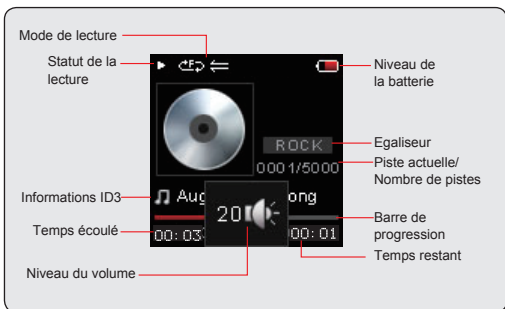 Mode de lecture
Statut de la
lecture
Niveau de
la batterie
ROCK
Egaliseur
0001/5000
Piste actuelle/
Nombre de pistes
Informations ID3
Aug
ong
20
Barre de
progression
Temps écoulé
00:03
00:01
Temps restant
Niveau du volume